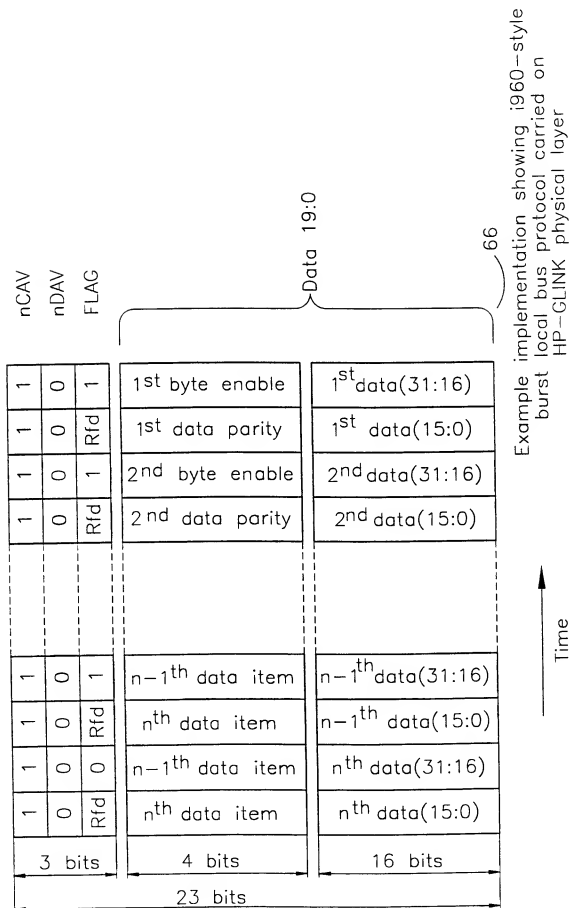 nCAV
nDAV
FLAG
Data 19:0
66
1 0 1 1st byte enable 1st data(31:16)
1 0 Rfd 1st data parity 1st data(15:0)
1 0 1 2nd byte enable 2nd data(31:16)
1 0 Rfd 2nd data parity 2nd data(15:0)
1 0 1 n-1th data item n-1th data(31:16)
1 0 Rfd nth data item n-1th data(15:0)
1 0 0 n-1th data item nth data(31:16)
1 0 Rfd nth data item nth data(15:0)
3 bits
4 bits
16 bits
23 bits
Time
Example implementation showing i960-style
burst local bus protocol carried on
HP-GLINK physical layer